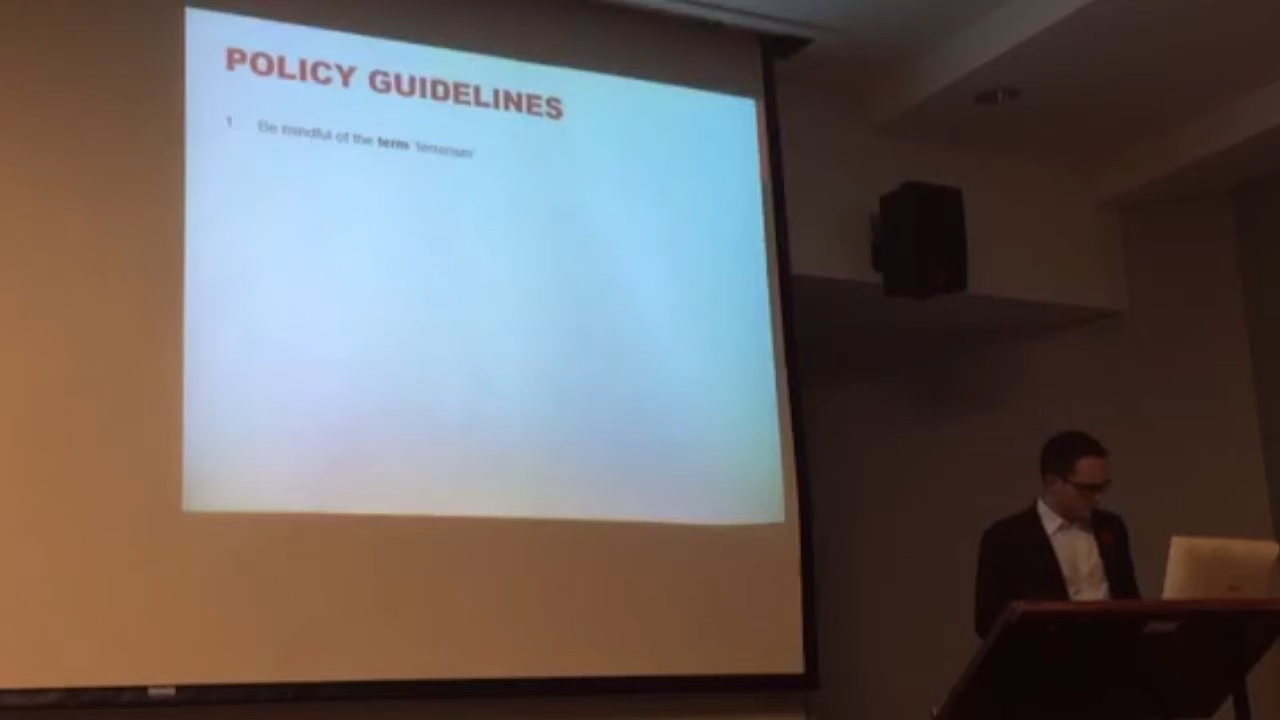 POLICY GUIDELINES
1 Be mindful of the term 'terrorism'